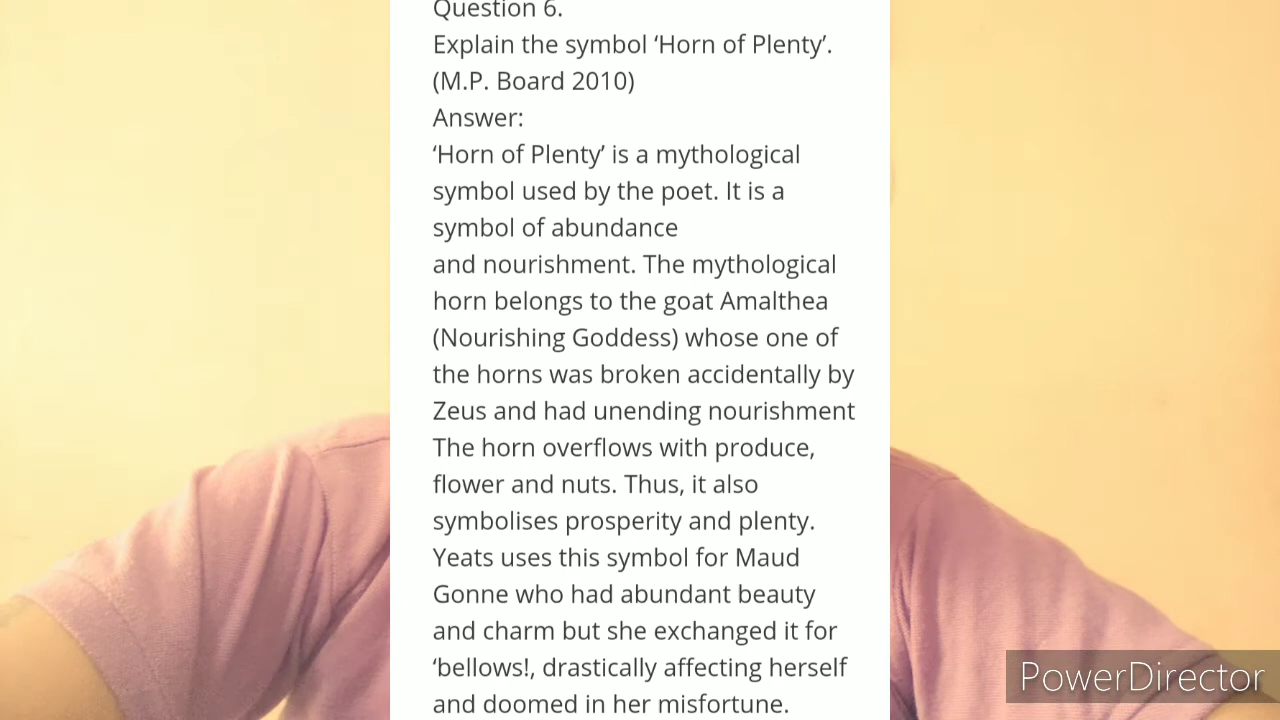 Question 6.
Explain the symbol ‘Horn of Plenty’.
(M.P. Board 2010)
Answer:
‘Horn of Plenty’ is a mythological
symbol used by the poet. It is a
symbol of abundance
and nourishment. The mythological
horn belongs to the goat Amalthea
(Nourishing Goddess) whose one of
the horns was broken accidentally by
Zeus and had unending nourishment
The horn overflows with produce,
flower and nuts. Thus, it also
symbolises prosperity and plenty.
Yeats uses this symbol for Maud
Gonne who had abundant beauty
and charm but she exchanged it for
‘bellows!, drastically affecting herself
and doomed in her misfortune.
PowerDirector